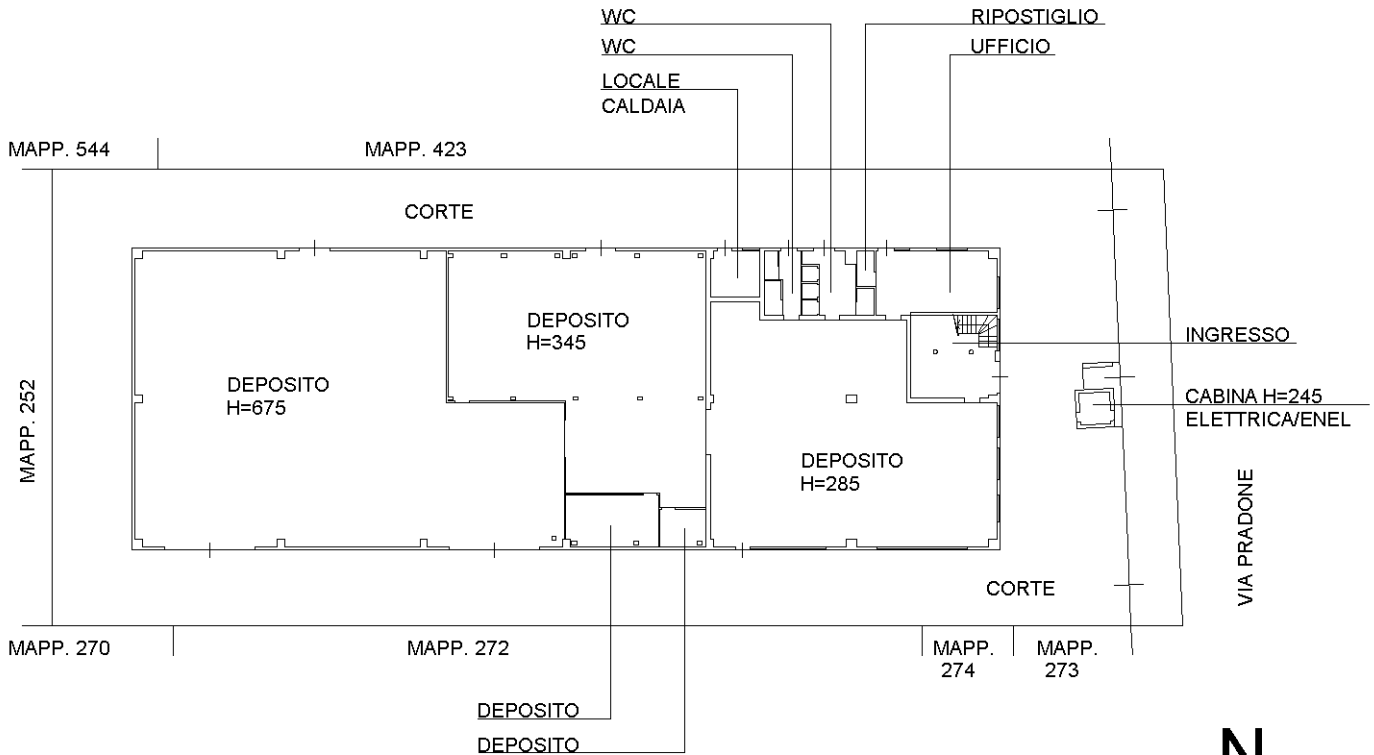 WC
RIPOSTIGLIO
WC
UFFICIO
LOCALE
CALDAIA
MAPP. 544
MAPP. 423
CORTE
DEPOSITO
H=345
INGRESSO
DEPOSITO
H=675
CABINA H=245
ELETTRICA/ENEL
MAPP. 252
DEPOSITO
H=285
VIA PRADONE
CORTE
MAPP. 270
MAPP. 272
MAPP.
274
MAPP.
273
DEPOSITO
DEPOSITO
N